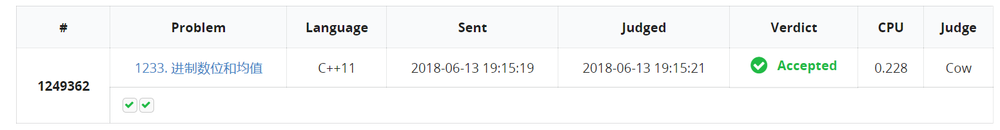 # Problem Language Sent Judged Verdict CPU Judge
1249362 1233. 进制数位和均值 C++11 2018-06-13 19:15:19 2018-06-13 19:15:21 Accepted 0.228 Cow